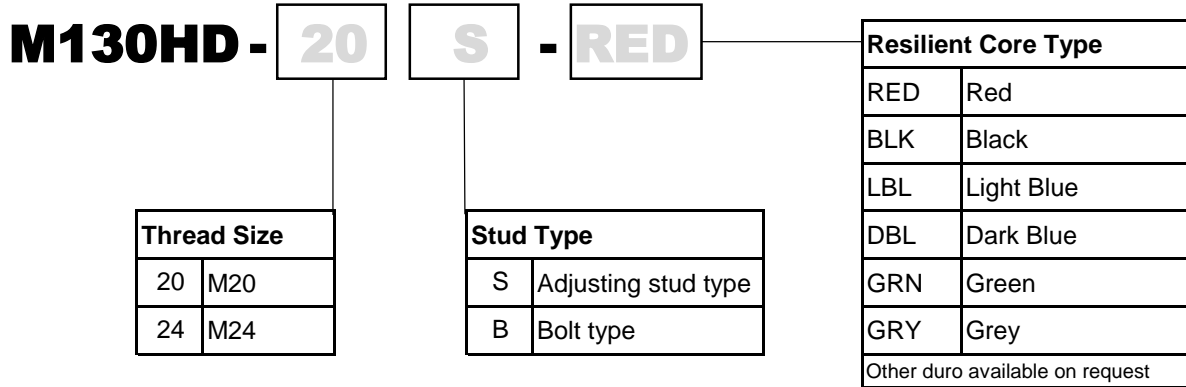 M130HD - 20 S - RED
Resilient Core Type
RED Red
BLK Black
LBL Light Blue
DBL Dark Blue
GRN Green
GRY Grey
Other duro available on request
Thread Size
20 M20
24 M24
Stud Type
S Adjusting stud type
B Bolt type